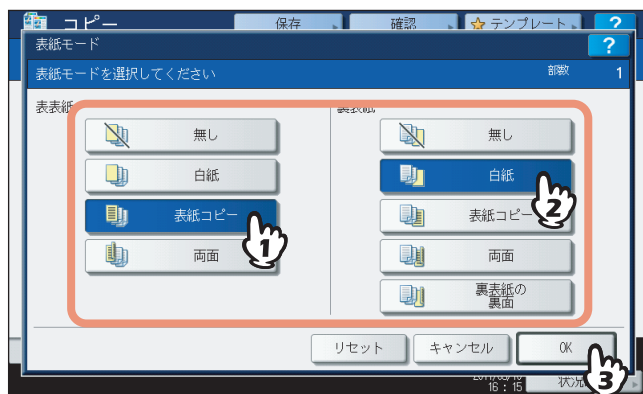 コピー
保存
確認
テンプレート
?
表紙モード
?
表紙モードを選択してください
部数 1
表表紙
無し
白紙
表紙コピー
両面
1
裏表紙
無し
白紙
表紙コピー
2
両面
裏表紙の
裏面
リセット
キャンセル
OK
3
16 : 15